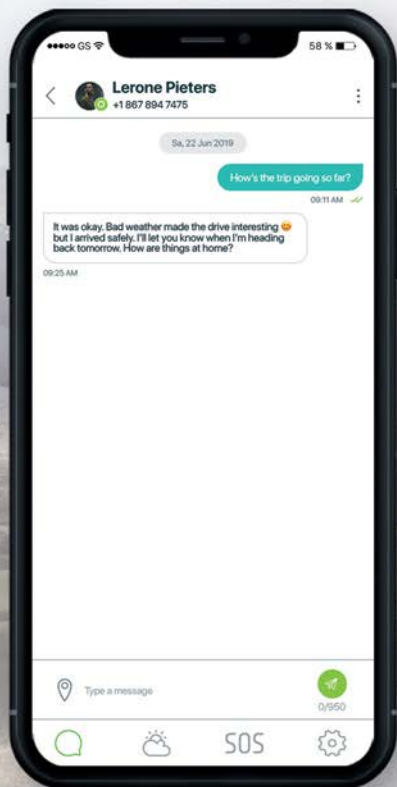 GS 58 %
Lerone Pieters
+1 867 894 7475
Sa, 22 Jun 2019
How's the trip going so far?
09:11 AM
It was okay. Bad weather made the drive interesting 😊
but I arrived safely. I'll let you know when I'm heading
back tomorrow. How are things at home?
09:25 AM
Type a message
0/950
SOS